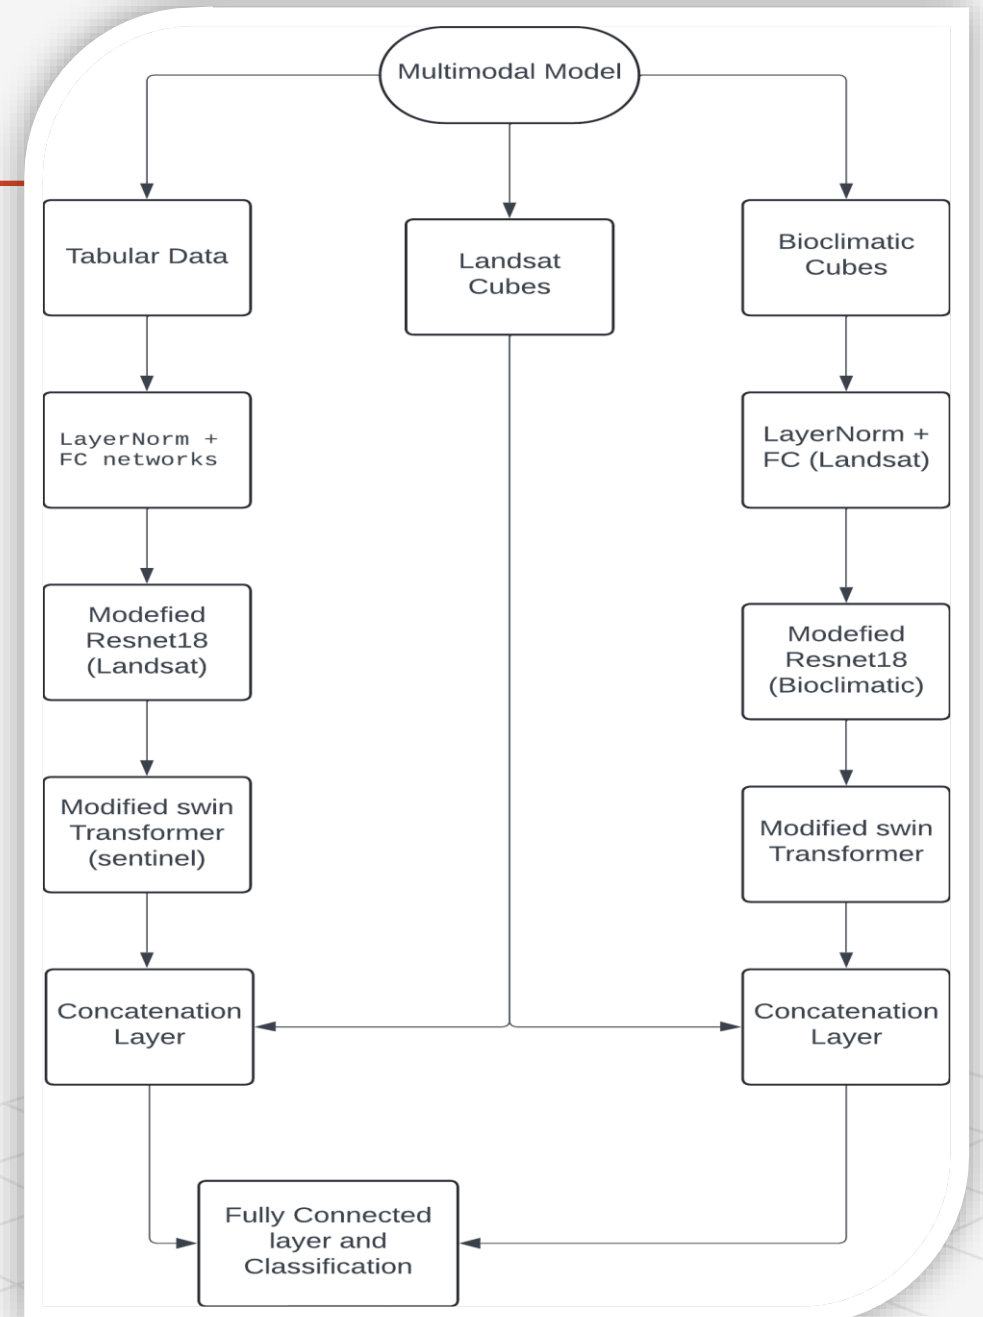 Multimodal Model
Tabular Data
Landsat
Cubes
Bioclimatic
Cubes
LayerNorm +
FC networks
LayerNorm +
FC (Landsat)
Modefied
Resnet18
(Landsat)
Modefied
Resnet18
(Bioclimatic)
Modified swin
Transformer
(sentinel)
Modified swin
Transformer
Concatenation
Layer
Concatenation
Layer
Fully Connected
layer and
Classification